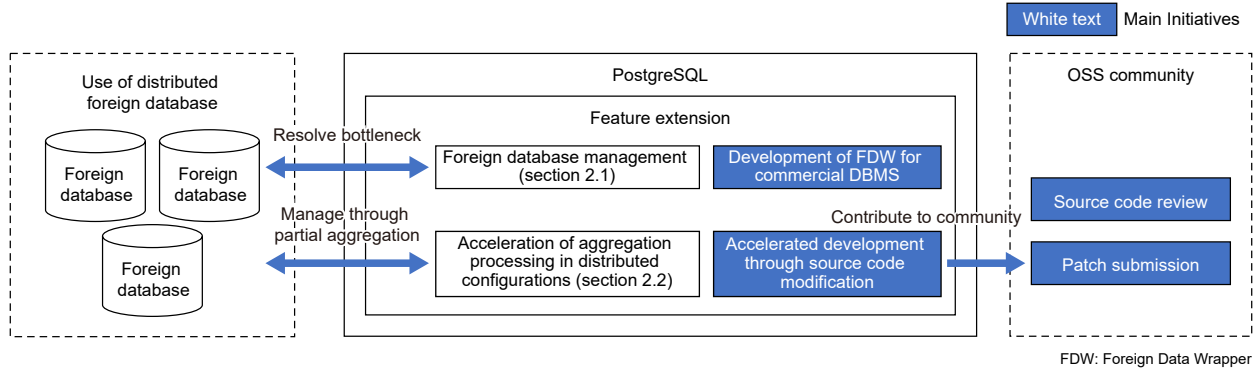 White text
Main Initiatives
Use of distributed
foreign database
Foreign
database
Foreign
database
Foreign
database
Resolve bottleneck
Manage through
partial aggregation
PostgreSQL
Feature extension
Foreign database management
(section 2.1)
Development of FDW for
commercial DBMS
Acceleration of aggregation
processing in distributed
configurations (section 2.2)
Accelerated development
through source code
modification
Contribute to community
OSS community
Source code review
Patch submission
FDW: Foreign Data Wrapper